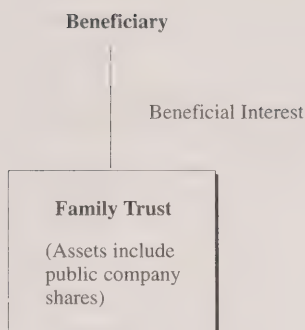 Beneficiary
Beneficial Interest
Family Trust
(Assets include
public company
shares)